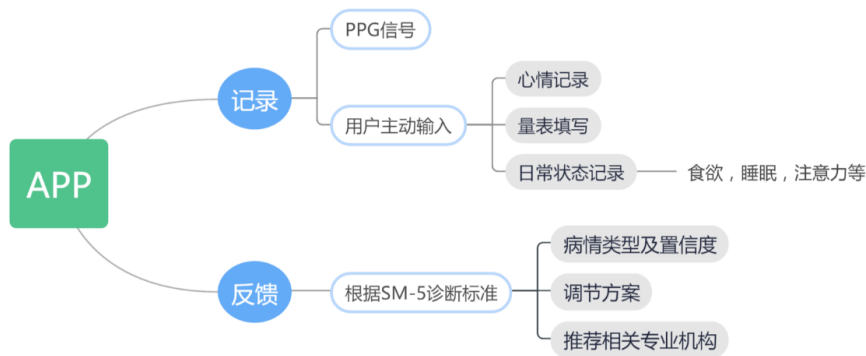 APP
记录
PPG信号
用户主动输入
心情记录
量表填写
日常状态记录
食欲，睡眠，注意力等
反馈
根据SM-5诊断标准
病情类型及置信度
调节方案
推荐相关专业机构